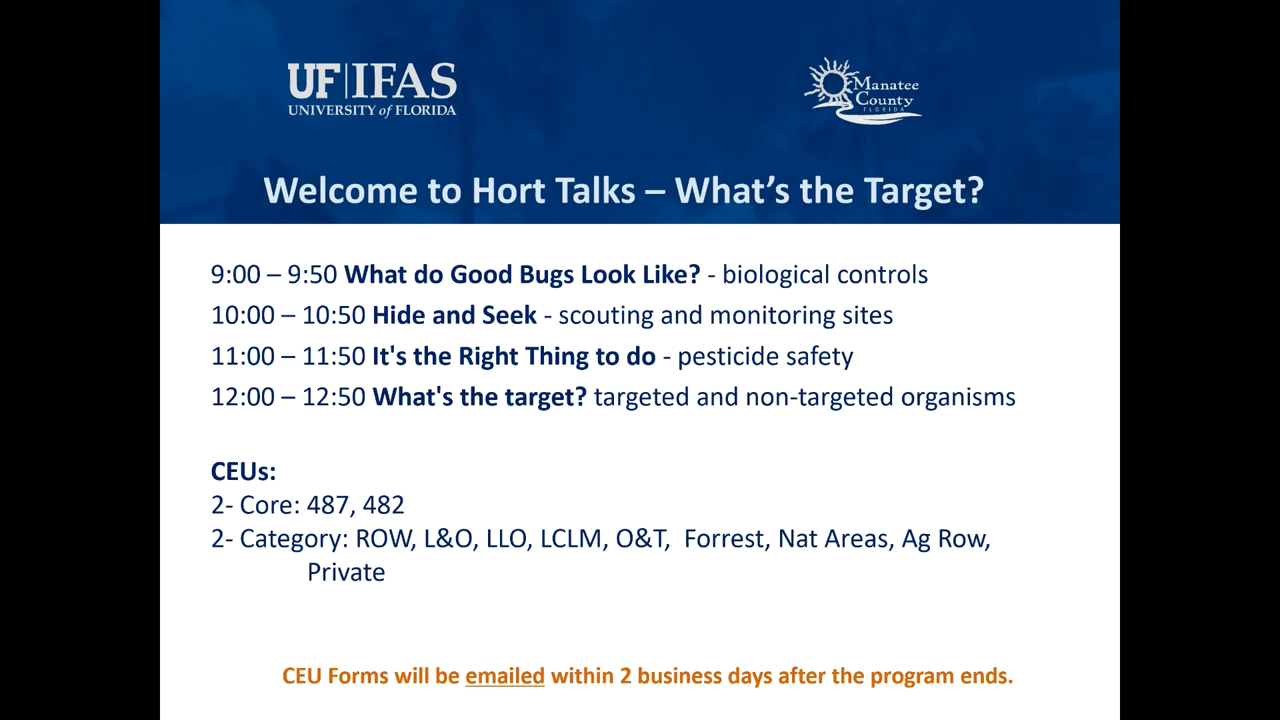 UF|IFAS
UNIVERSITY of FLORIDA
Manatee
County
FLORIDA
Welcome to Hort Talks – What's the Target?
9:00 – 9:50 What do Good Bugs Look Like? - biological controls
10:00 – 10:50 Hide and Seek - scouting and monitoring sites
11:00 – 11:50 It's the Right Thing to do - pesticide safety
12:00 – 12:50 What's the target? targeted and non-targeted organisms
CEUs:
2- Core: 487, 482
2- Category: ROW, L&O, LLO, LCLM, O&T, Forrest, Nat Areas, Ag Row,
Private
CEU Forms will be emailed within 2 business days after the program ends.